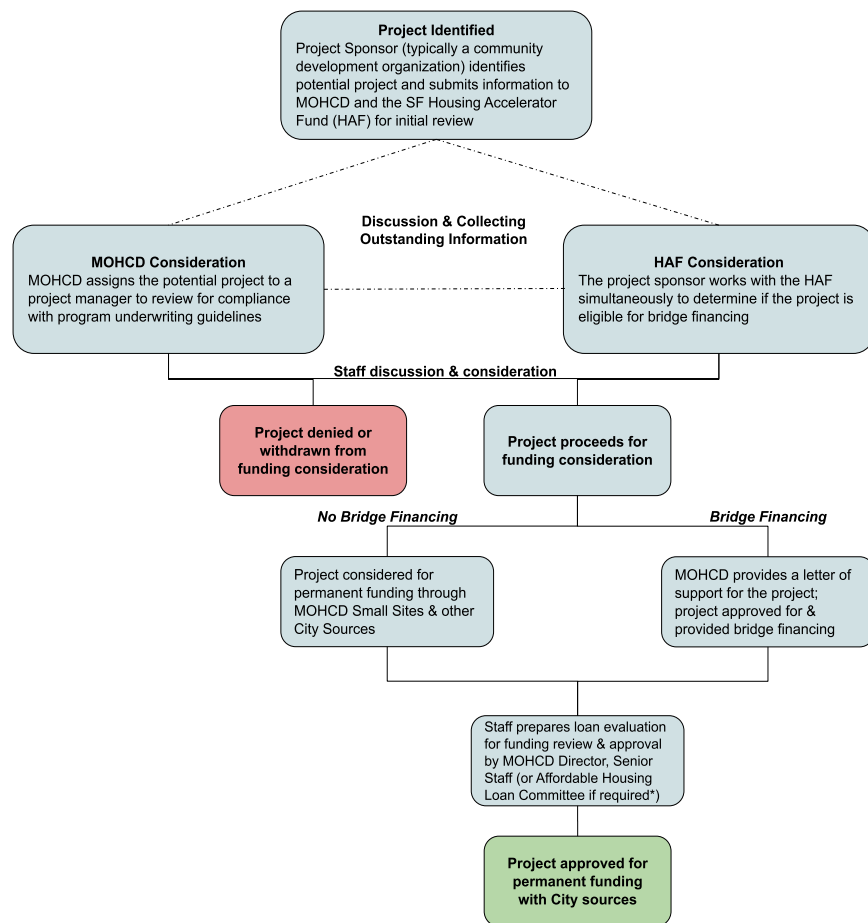 Project Identified
Project Sponsor (typically a community
development organization) identifies
potential project and submits information to
MOHCD and the SF Housing Accelerator
Fund (HAF) for initial review
Discussion & Collecting
Outstanding Information
MOHCD Consideration
MOHCD assigns the potential project to a
project manager to review for compliance
with program underwriting guidelines
HAF Consideration
The project sponsor works with the HAF
simultaneously to determine if the project is
eligible for bridge financing
Staff discussion & consideration
Project denied or
withdrawn from
funding consideration
Project proceeds for
funding consideration
No Bridge Financing
Bridge Financing
Project considered for
permanent funding through
MOHCD Small Sites & other
City Sources
MOHCD provides a letter of
support for the project;
project approved for &
provided bridge financing
Staff prepares loan evaluation
for funding review & approval
by MOHCD Director, Senior
Staff (or Affordable Housing
Loan Committee if required*)
Project approved for
permanent funding
with City sources